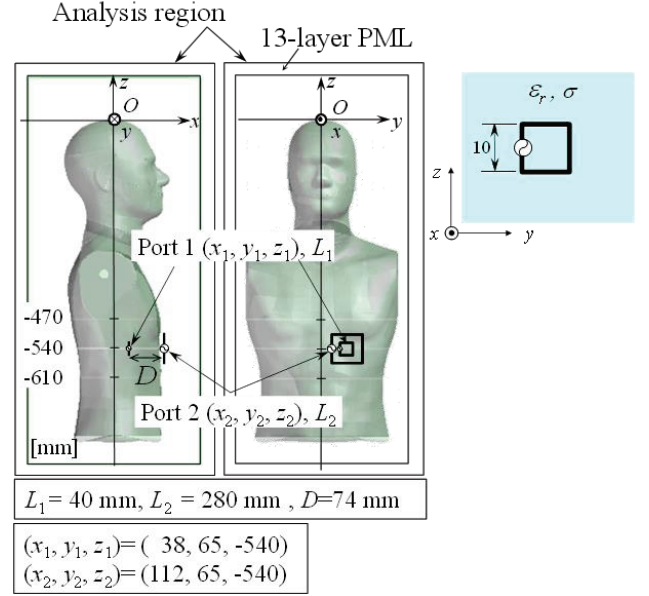 Analysis region
13-layer PML
z
O
x
y
z
O
y
x
εr, σ
10
z
x
y
Port 1 (x1, y1, z1), L1
-470
-540
-610
D
Port 2 (x2, y2, z2), L2
[mm]
L1= 40 mm, L2 = 280 mm , D=74 mm
(x1, y1, z1)= ( 38, 65, -540)
(x2, y2, z2)= (112, 65, -540)